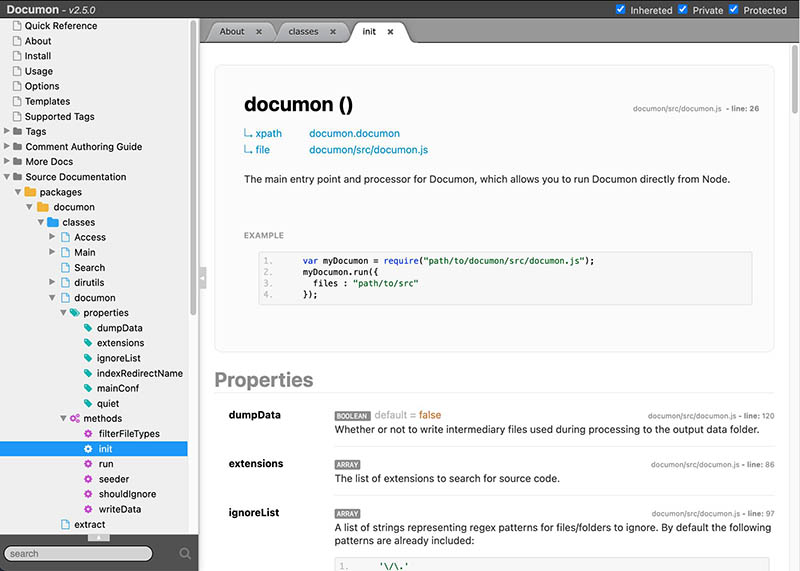 Documon - v2.5.0
Inhereted Private Protected
Quick Reference
About
Install
Usage
Options
Templates
Supported Tags
Tags
Comment Authoring Guide
More Docs
Source Documentation
packages
documon
classes
Access
Main
Search
dirutils
documon
properties
dumpData
extensions
ignoreList
indexRedirectName
mainConf
quiet
methods
filterFileTypes
init
run
seeder
shouldIgnore
writeData
extract
search
About
classes
init
documon ()
documon/src/documon.js - line: 26
xpath documon.documon
file documon/src/documon.js
The main entry point and processor for Documon, which allows you to run Documon directly from Node.
EXAMPLE
1. var myDocumon = require("path/to/documon/src/documon.js");
2. myDocumon.run({
3. files : "path/to/src"
4. });
Properties
dumpData BOOLEAN default = false documon/src/documon.js - line: 120
Whether or not to write intermediary files used during processing to the output data folder.
extensions ARRAY documon/src/documon.js - line: 86
The list of extensions to search for source code.
ignoreList ARRAY documon/src/documon.js - line: 97
A list of strings representing regex patterns for files/folders to ignore. By default the following
patterns are already included:
1. '\/\.'